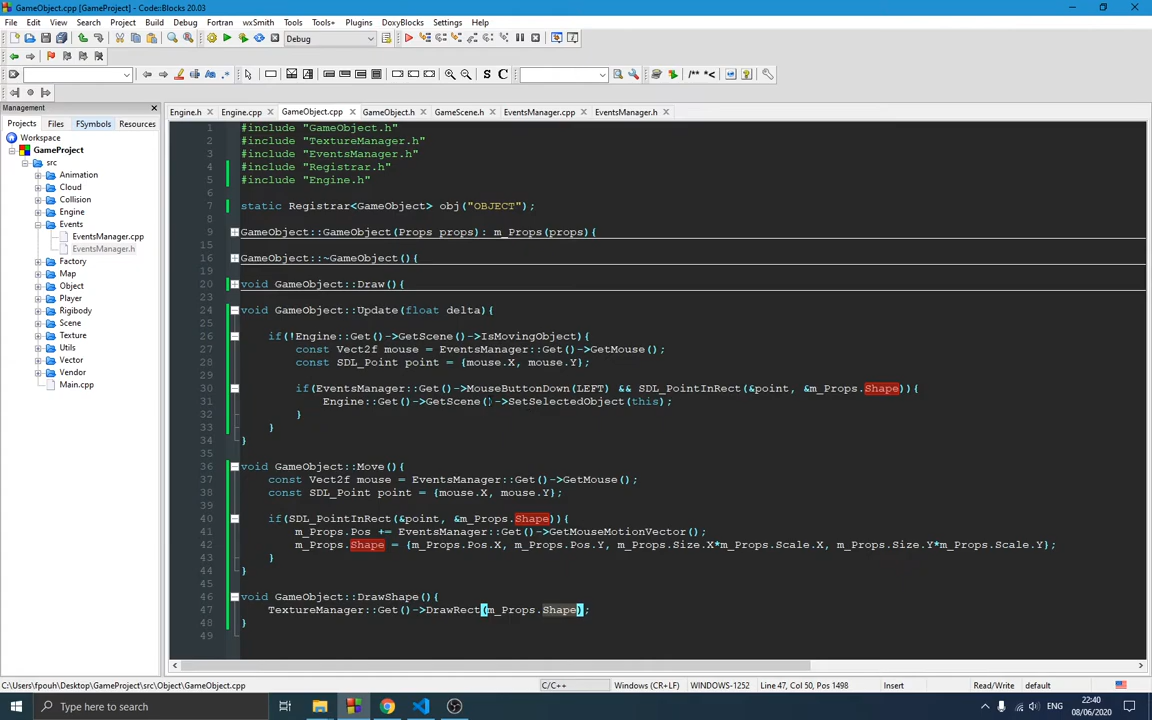 GameObject.cpp [GameProject] - Code::Blocks 20.03
File Edit View Search Project Build Debug Fortran wxSmith Tools Tools+ Plugins DoxyBlocks Settings Help
Debug
S C
/** *<
Management
Projects Files FSymbols Resources
Workspace
GameProject
src
Animation
Cloud
Collision
Engine
Events
EventsManager.cpp
EventsManager.h
Factory
Map
Object
Player
Rigibody
Scene
Texture
Utils
Vector
Vendor
Main.cpp
Engine.h Engine.cpp GameObject.cpp GameObject.h GameScene.h EventsManager.cpp EventsManager.h
1 #include "GameObject.h"
2 #include "TextureManager.h"
3 #include "EventsManager.h"
4 #include "Registrar.h"
5 #include "Engine.h"
6
7 static Registrar<GameObject> obj("OBJECT");
8
9 GameObject::GameObject(Props props): m_Props(props){
15
16 GameObject::~GameObject(){
19
20 void GameObject::Draw(){
23
24 void GameObject::Update(float delta){
25
26 if(!Engine::Get()->GetScene()->IsMovingObject){
27 const Vect2f mouse = EventsManager::Get()->GetMouse();
28 const SDL_Point point = {mouse.X, mouse.Y};
29
30 if(EventsManager::Get()->MouseButtonDown(LEFT) && SDL_PointInRect(&point, &m_Props.Shape)){
31 Engine::Get()->GetScene()->SetSelectedObject(this);
32 }
33 }
34 }
35
36 void GameObject::Move(){
37 const Vect2f mouse = EventsManager::Get()->GetMouse();
38 const SDL_Point point = {mouse.X, mouse.Y};
39
40 if(SDL_PointInRect(&point, &m_Props.Shape)){
41 m_Props.Pos += EventsManager::Get()->GetMouseMotionVector();
42 m_Props.Shape = {m_Props.Pos.X, m_Props.Pos.Y, m_Props.Size.X*m_Props.Scale.X, m_Props.Size.Y*m_Props.Scale.Y};
43 }
44 }
45
46 void GameObject::DrawShape(){
47 TextureManager::Get()->DrawRect(m_Props.Shape);
48 }
49
C:\Users\fpouh\Desktop\GameProject\src\Object\GameObject.cpp C/C++ Windows (CR+LF) WINDOWS-1252 Line 47, Col 50, Pos 1498 Insert Read/Write default
Type here to search
ENG
22:40
08/06/2020